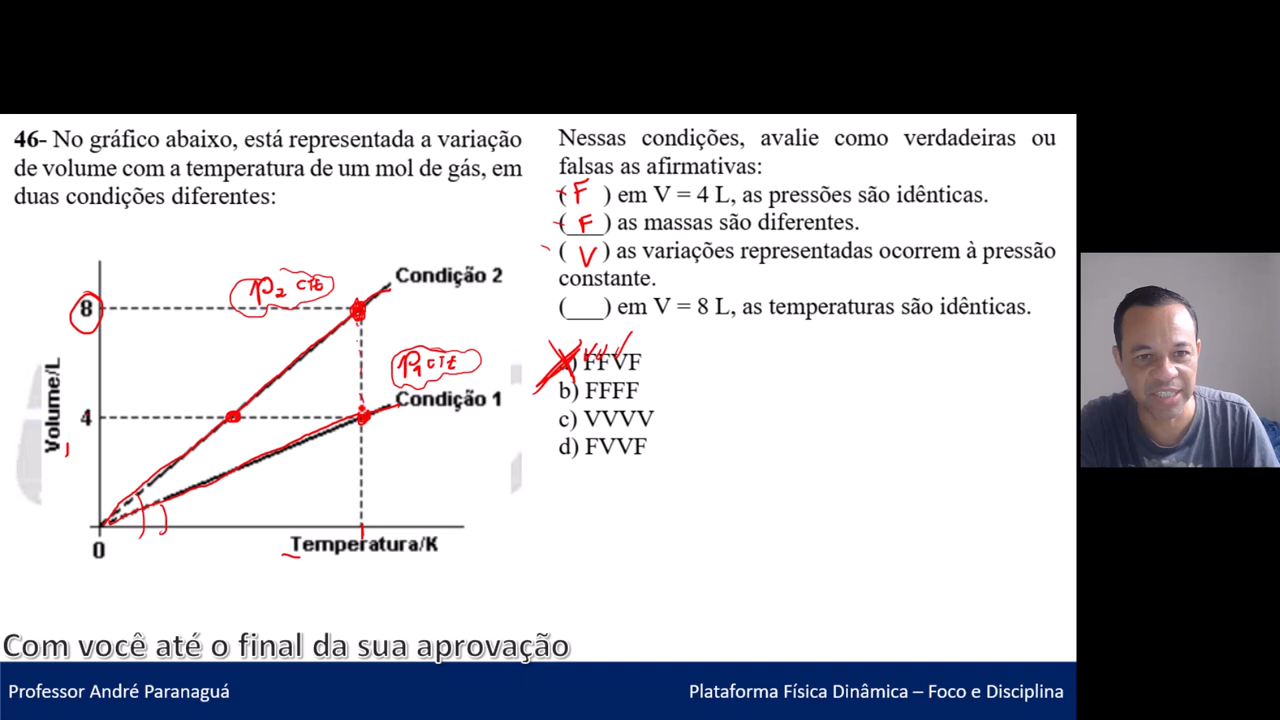 46- No gráfico abaixo, está representada a variação
de volume com a temperatura de um mol de gás, em
duas condições diferentes:
8
4
0
Volume/L
Temperatura/K
Condição 2
Condição 1
P2 CTE
P1 CTE
Nessas condições, avalie como verdadeiras ou
falsas as afirmativas:
( F ) em V = 4 L, as pressões são idênticas.
( F ) as massas são diferentes.
( V ) as variações representadas ocorrem à pressão
constante.
(___) em V = 8 L, as temperaturas são idênticas.
a) FFVF
b) FFFF
c) VVVV
d) FVVF
Com você até o final da sua aprovação
Professor André Paranaguá
Plataforma Física Dinâmica – Foco e Disciplina